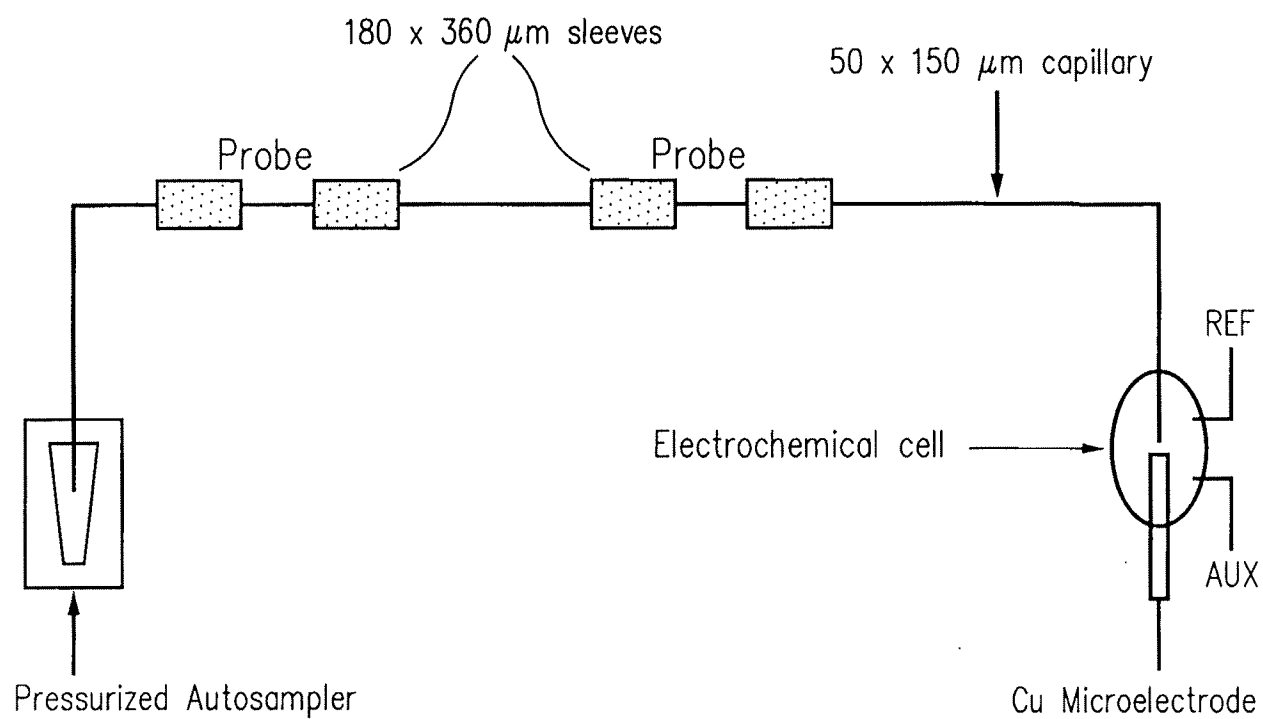 180 x 360 μm sleeves
50 x 150 μm capillary
Probe
Probe
REF
Electrochemical cell
AUX
Pressurized Autosampler
Cu Microelectrode